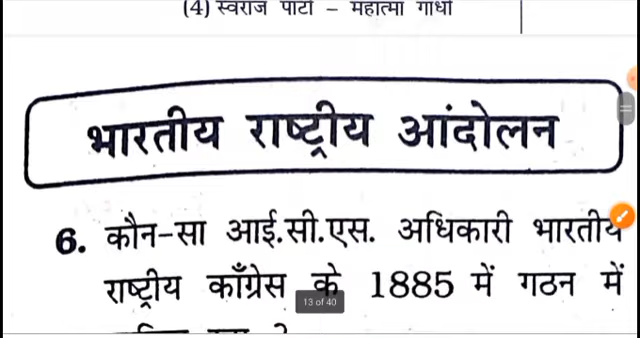 (4) स्वराज पार्टी – महात्मा गांधी
भारतीय राष्ट्रीय आंदोलन
6. कौन-सा आई.सी.एस. अधिकारी भारतीय
राष्ट्रीय काँग्रेस के 1885 में गठन में
13 of 40